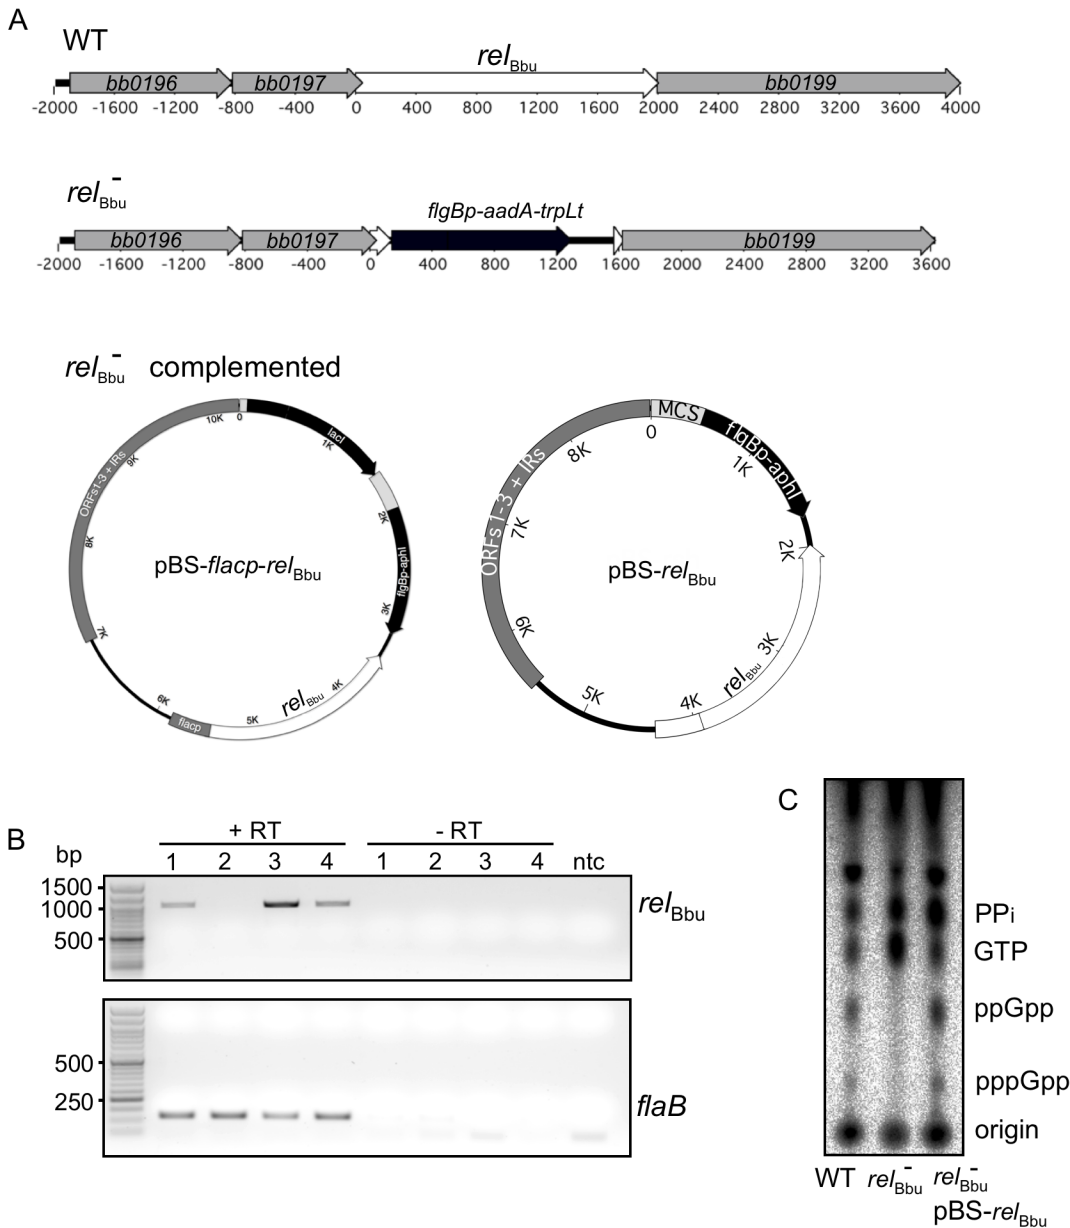 A
WT
relBbu
bb0196 bb0197 bb0199
-2000 -1600 -1200 -800 -400 0 400 800 1200 1600 2000 2400 2800 3200 3600 4000
relBbu-
flgBp-aadA-trpLt
bb0196 bb0197 bb0199
-2000 -1600 -1200 -800 -400 0 400 800 1200 1600 2000 2400 2800 3200 3600
relBbu- complemented
0 lacI 1K 2K flgBp-aphI 3K relBbu 4K 5K flacp 6K 7K 8K ORFs1-3 + IRs 9K 10K
pBS-flacp-relBbu
0 MCS flgBp-aphI 1K 2K 3K relBbu 4K 5K 6K 7K ORFs 1-3 + IRs 8K
pBS-relBbu
B
+ RT - RT
bp 1 2 3 4 1 2 3 4 ntc
1500
1000 relBbu
500
500
250 flaB
C
PPi
GTP
ppGpp
pppGpp
origin
WT relBbu- relBbu-
pBS-relBbu